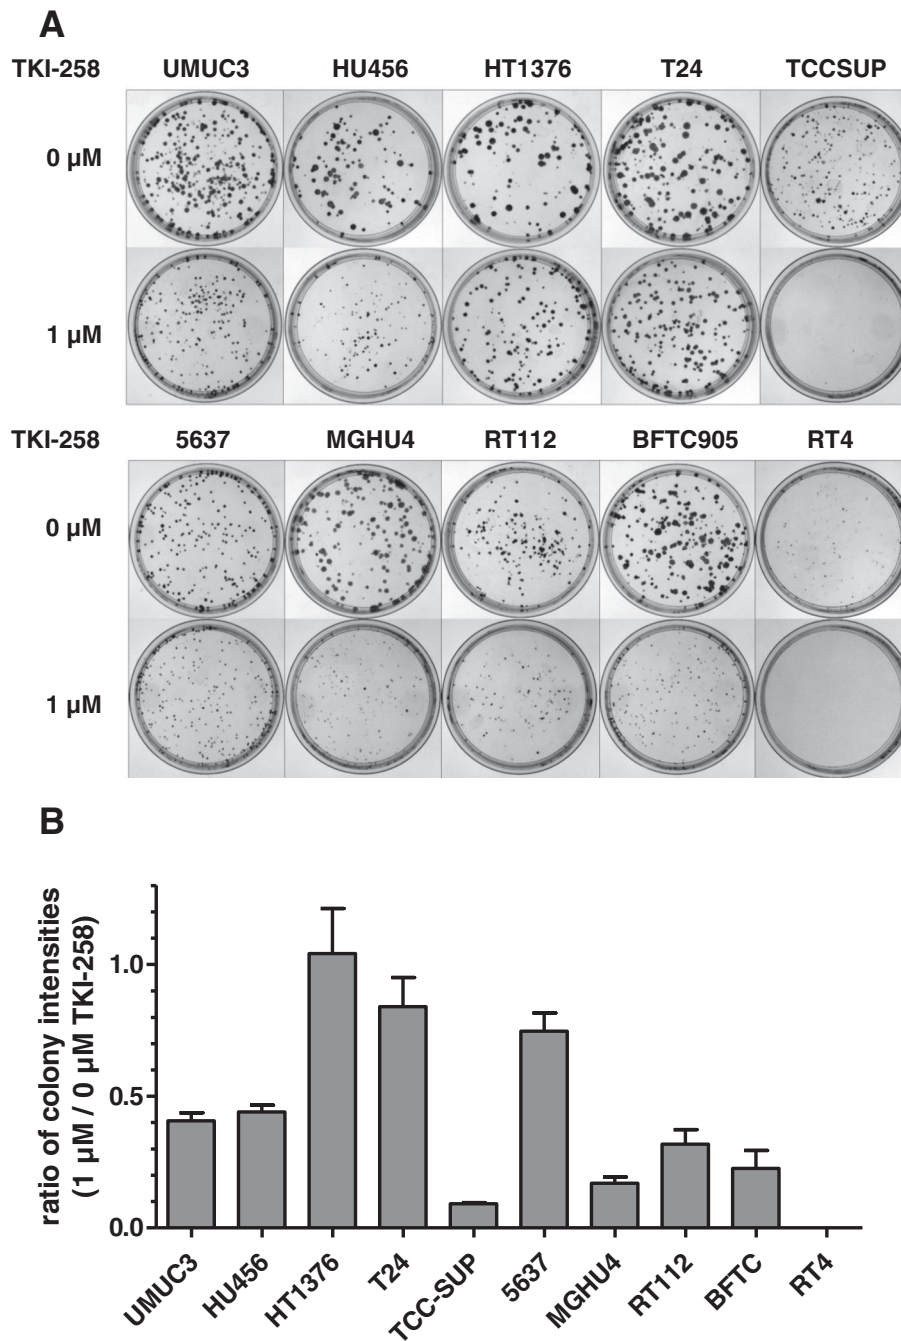 A
TKI-258 UMUC3 HU456 HT1376 T24 TCCSUP
0 µM
1 µM
TKI-258 5637 MGHU4 RT112 BFTC905 RT4
0 µM
1 µM
B
ratio of colony intensities
(1 µM / 0 µM TKI-258)
1.0
0.5
0.0
UMUC3 HU456 HT1376 T24 TCC-SUP 5637 MGHU4 RT112 BFTC RT4